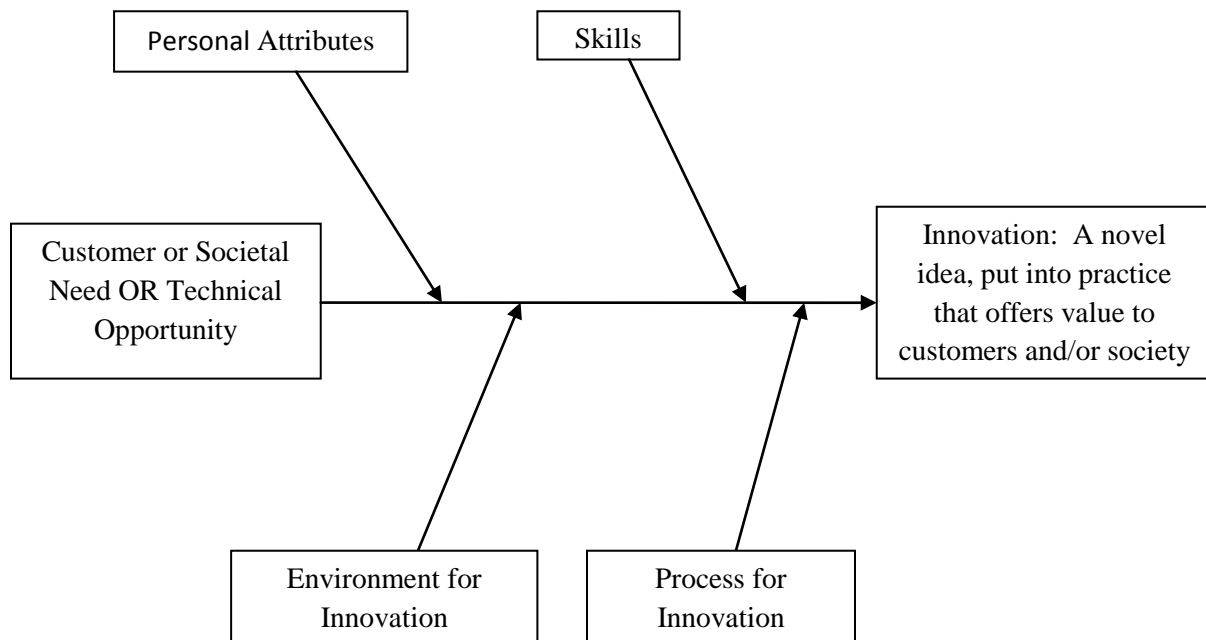 Personal Attributes
Skills
Customer or Societal
Need OR Technical
Opportunity
Innovation:  A novel
idea, put into practice
that offers value to
customers and/or society
Environment for
Innovation
Process for
Innovation